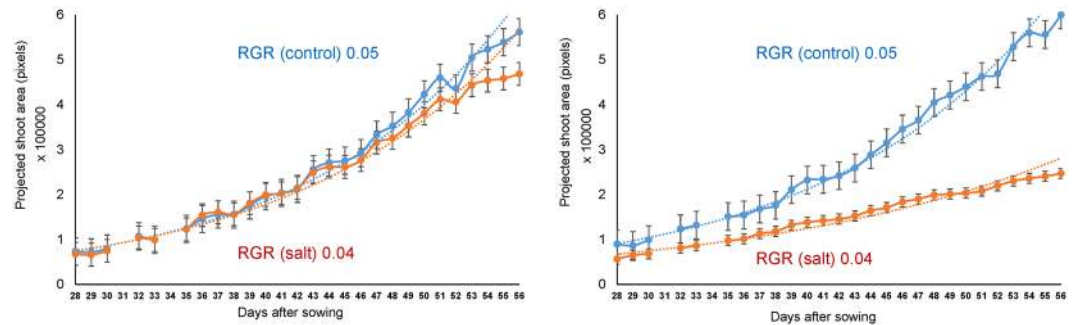 6
5
4
3
2
1
0
Projected shoot area (pixels)
x 100000
RGR (control) 0.05
RGR (salt) 0.04
28 29 30 31 32 33 34 35 36 37 38 39 40 41 42 43 44 45 46 47 48 49 50 51 52 53 54 55 56
Days after sowing
6
5
4
3
2
1
0
Projected shoot area (pixels)
x 100000
RGR (control) 0.05
RGR (salt) 0.04
28 29 30 31 32 33 34 35 36 37 38 39 40 41 42 43 44 45 46 47 48 49 50 51 52 53 54 55 56
Days after sowing